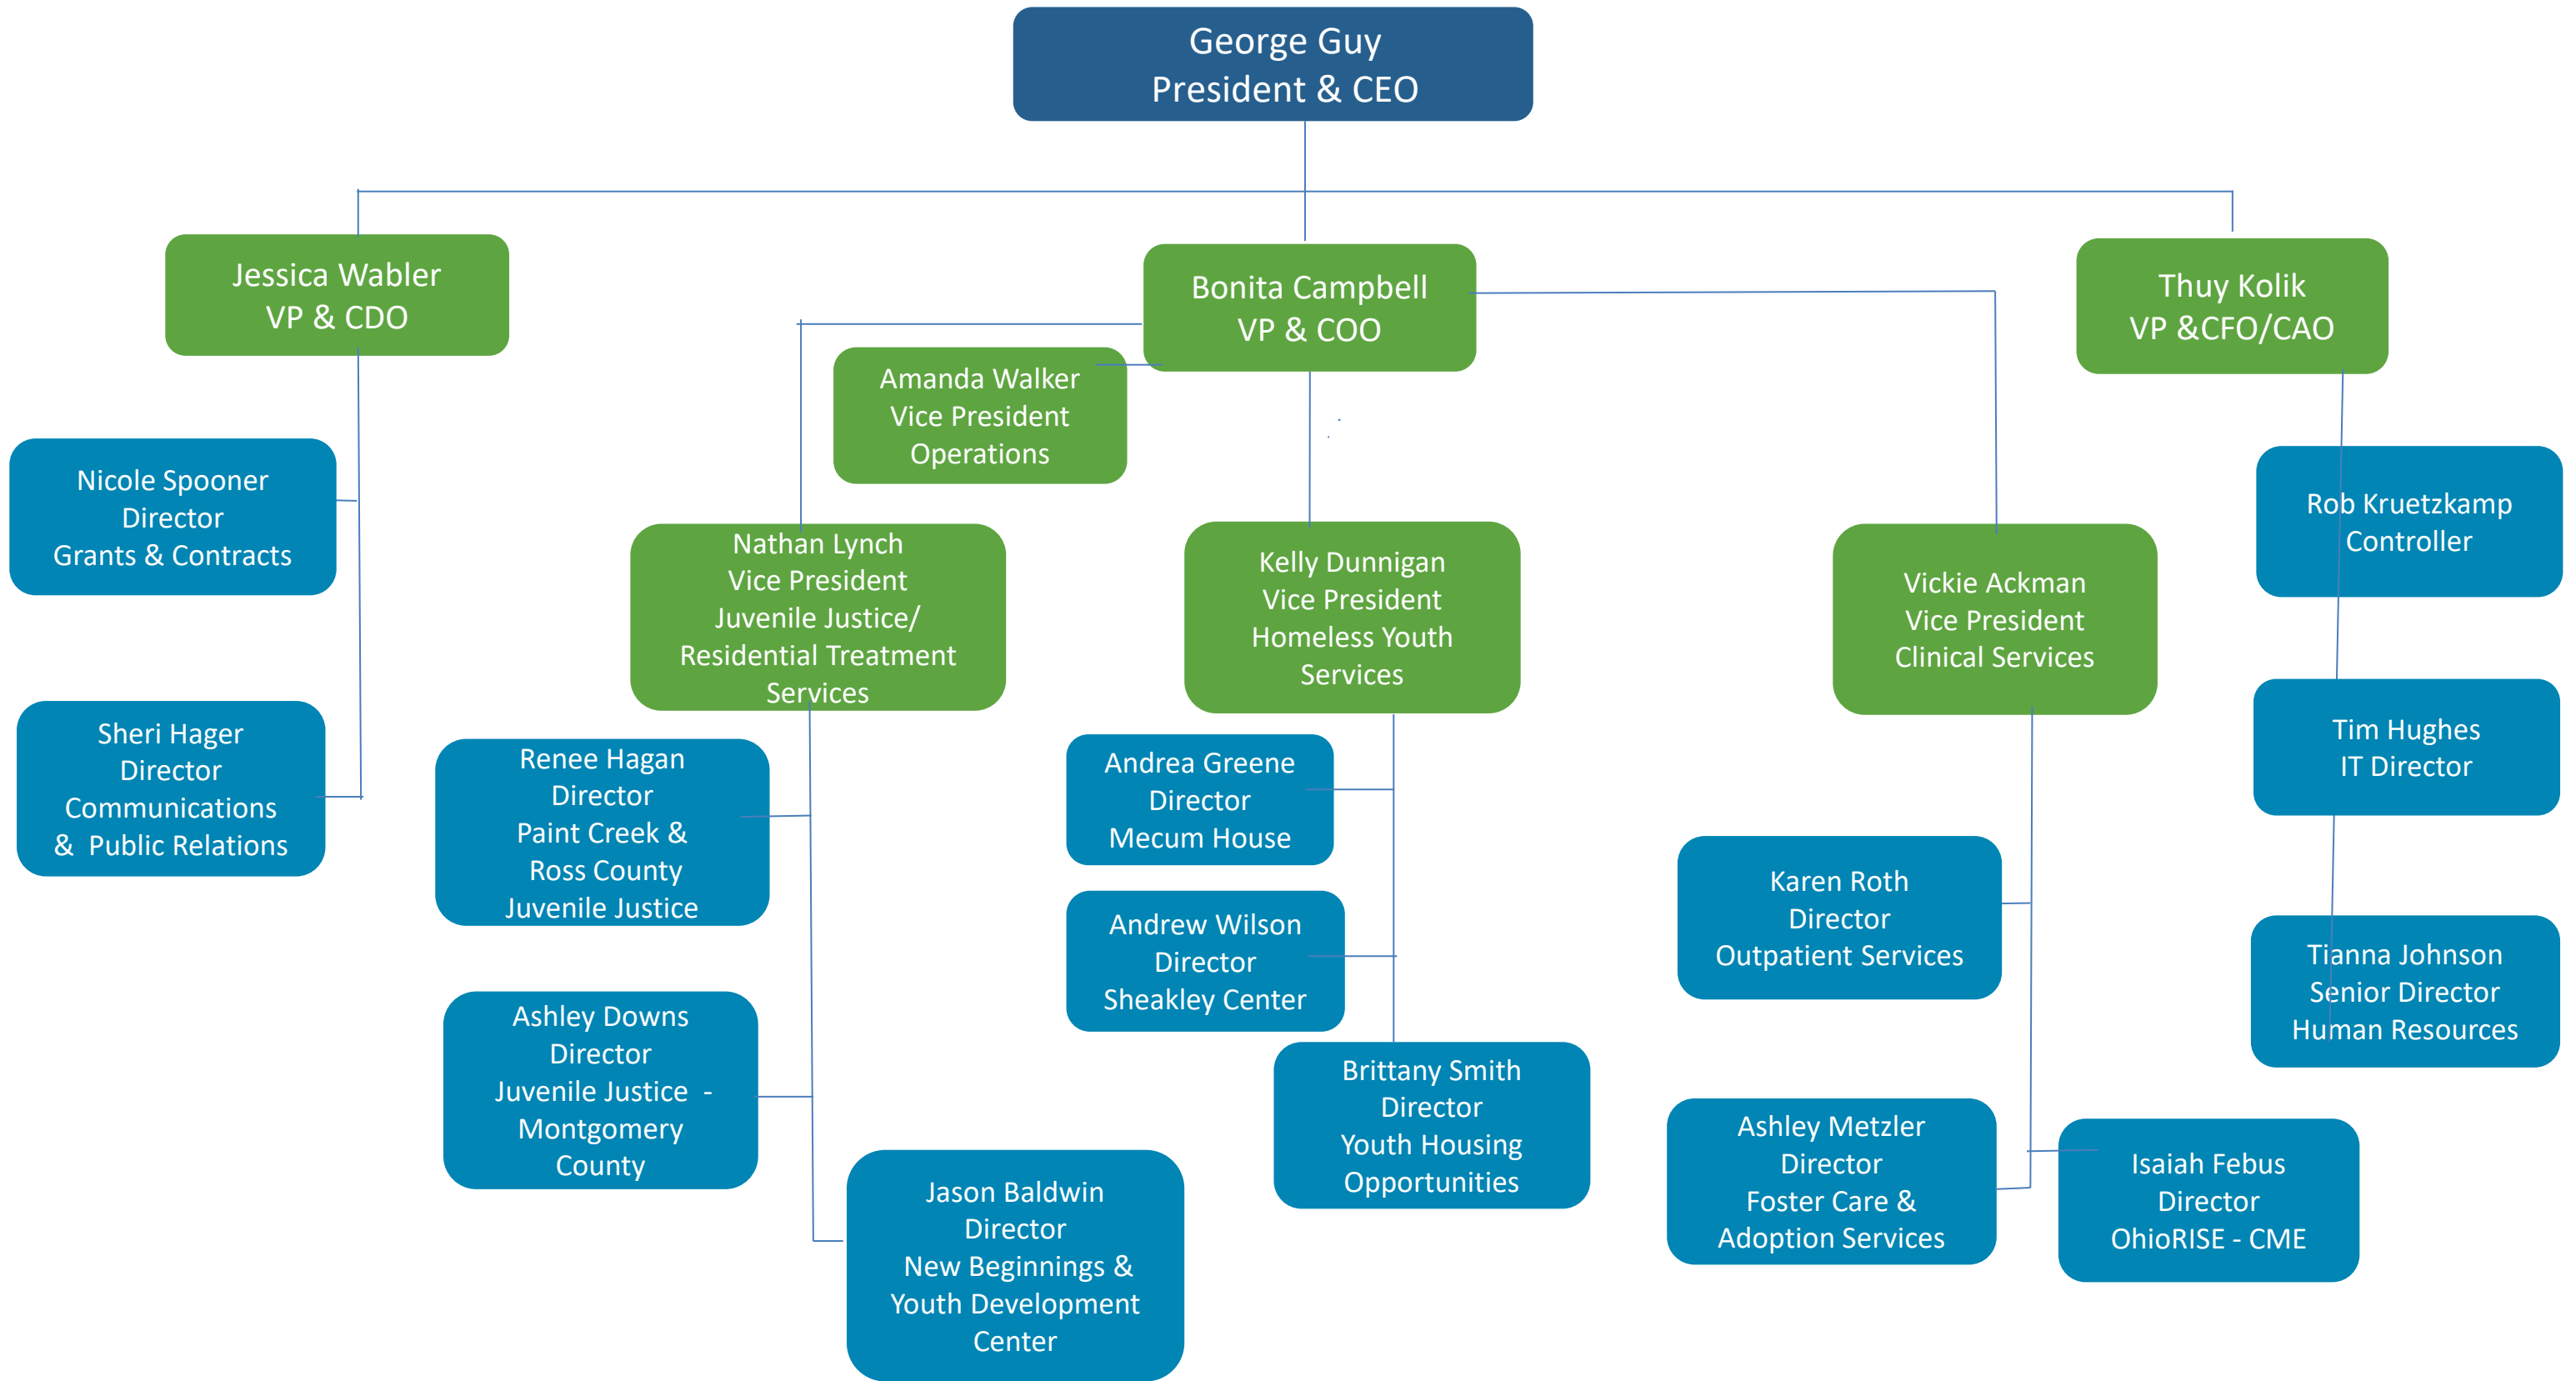 George Guy
President & CEO
Jessica Wabler
VP & CDO
Bonita Campbell
VP & COO
Thuy Kolik
VP &CFO/CAO
Amanda Walker
Vice President
Operations
Nicole Spooner
Director
Grants & Contracts
Sheri Hager
Director
Communications
& Public Relations
Nathan Lynch
Vice President
Juvenile Justice/
Residential Treatment
Services
Renee Hagan
Director
Paint Creek &
Ross County
Juvenile Justice
Ashley Downs
Director
Juvenile Justice -
Montgomery
County
Jason Baldwin
Director
New Beginnings &
Youth Development
Center
Kelly Dunnigan
Vice President
Homeless Youth
Services
Andrea Greene
Director
Mecum House
Andrew Wilson
Director
Sheakley Center
Brittany Smith
Director
Youth Housing
Opportunities
Vickie Ackman
Vice President
Clinical Services
Karen Roth
Director
Outpatient Services
Ashley Metzler
Director
Foster Care &
Adoption Services
Isaiah Febus
Director
OhioRISE - CME
Rob Kruetzkamp
Controller
Tim Hughes
IT Director
Tianna Johnson
Senior Director
Human Resources